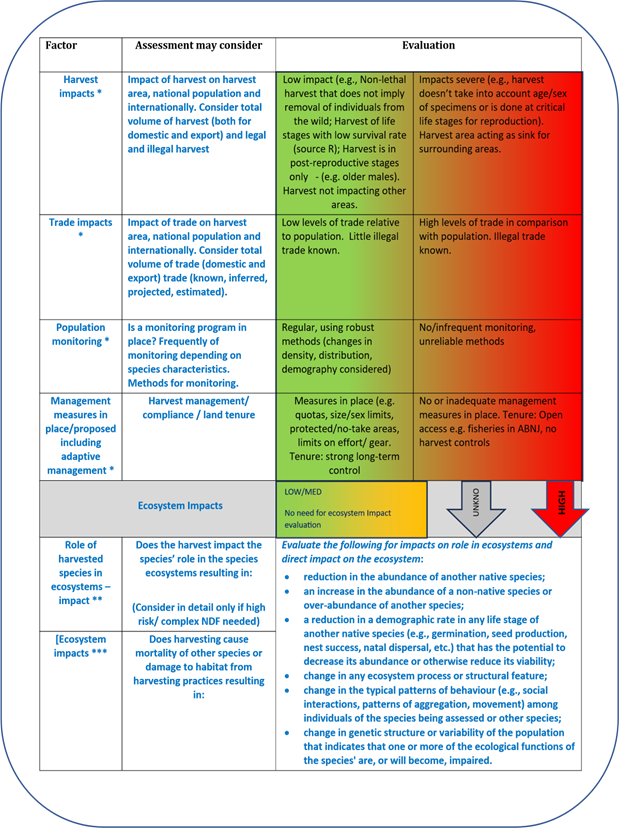 Factor
Assessment may consider
Evaluation
Harvest
impacts *
Impact of harvest on harvest
area, national population and
internationally. Consider total
volume of harvest (both for
domestic and export) and legal
and illegal harvest
Low impact (e.g., Non-lethal
harvest that does not imply
removal of individuals from
the wild; Harvest of life
stages with low survival rate
(source R); Harvest is in
post-reproductive stages
only - (e.g. older males).
Harvest not impacting other
areas.
Impacts severe (e.g., harvest
doesn't take into account age/sex
of specimens or is done at critical
life stages for reproduction).
Harvest area acting as sink for
surrounding areas.
Trade impacts
*
Impact of trade on harvest
area, national population and
internationally. Consider total
volume of trade (domestic and
export) trade (known, inferred,
projected, estimated).
Low levels of trade relative
to population. Little illegal
trade known.
High levels of trade in comparison
with population. Illegal trade
known.
Population
monitoring *
Is a monitoring program in
place? Frequently of
monitoring depending on
species characteristics.
Methods for monitoring.
Regular, using robust
methods (changes in
density, distribution,
demography considered)
No/infrequent monitoring,
unreliable methods
Management
measures in
place/proposed
including
adaptive
management *
Harvest management/
compliance / land tenure
Measures in place (e.g.
quotas, size/sex limits,
protected/no-take areas,
limits on effort/ gear.
Tenure: strong long-term
control
No or inadequate management
measures in place. Tenure: Open
access e.g. fisheries in ABNJ, no
harvest controls
Ecosystem Impacts
LOW/MED
No need for ecosystem Impact
evaluation
UNKNO
HIGH
Role of
harvested
species in
ecosystems –
impact **
Does the harvest impact the
species' role in the species
ecosystems resulting in:
(Consider in detail only if high
risk/ complex NDF needed)
[Ecosystem
impacts ***
Does harvesting cause
mortality of other species or
damage to habitat from
harvesting practices resulting
in:
Evaluate the following for impacts on role in ecosystems and
direct impact on the ecosystem:
• reduction in the abundance of another native species;
• an increase in the abundance of a non-native species or
over-abundance of another species;
• a reduction in a demographic rate in any life stage of
another native species (e.g., germination, seed production,
nest success, natal dispersal, etc.) that has the potential to
decrease its abundance or otherwise reduce its viability;
• change in any ecosystem process or structural feature;
• change in the typical patterns of behaviour (e.g., social
interactions, patterns of aggregation, movement) among
individuals of the species being assessed or other species;
• change in genetic structure or variability of the population
that indicates that one or more of the ecological functions of
the species' are, or will become, impaired.